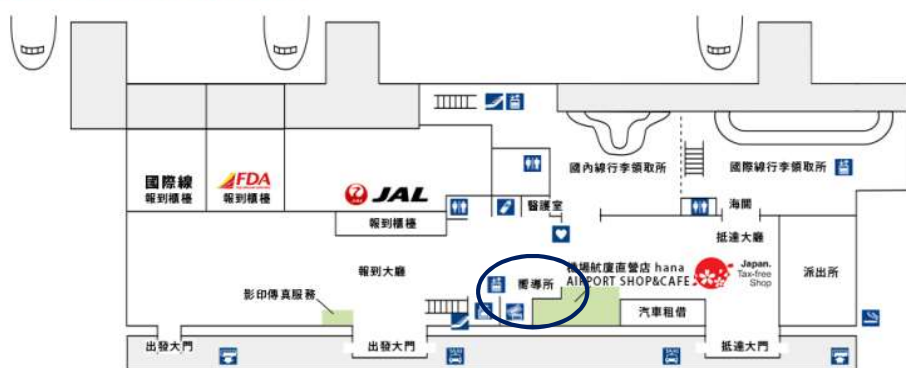 國內線行李領取所
國際線行李領取所
國際線
報到櫃檯
FDA
報到櫃檯
JAL
報到櫃檯
醫護室
海關
抵達大廳
報到大廳
嚮導所
機場航廈直營店 hana
AIRPORT SHOP&CAFE
Japan.
Tax-free
Shop
派出所
影印傳真服務
汽車租借
出發大門
出發大門
抵達大門